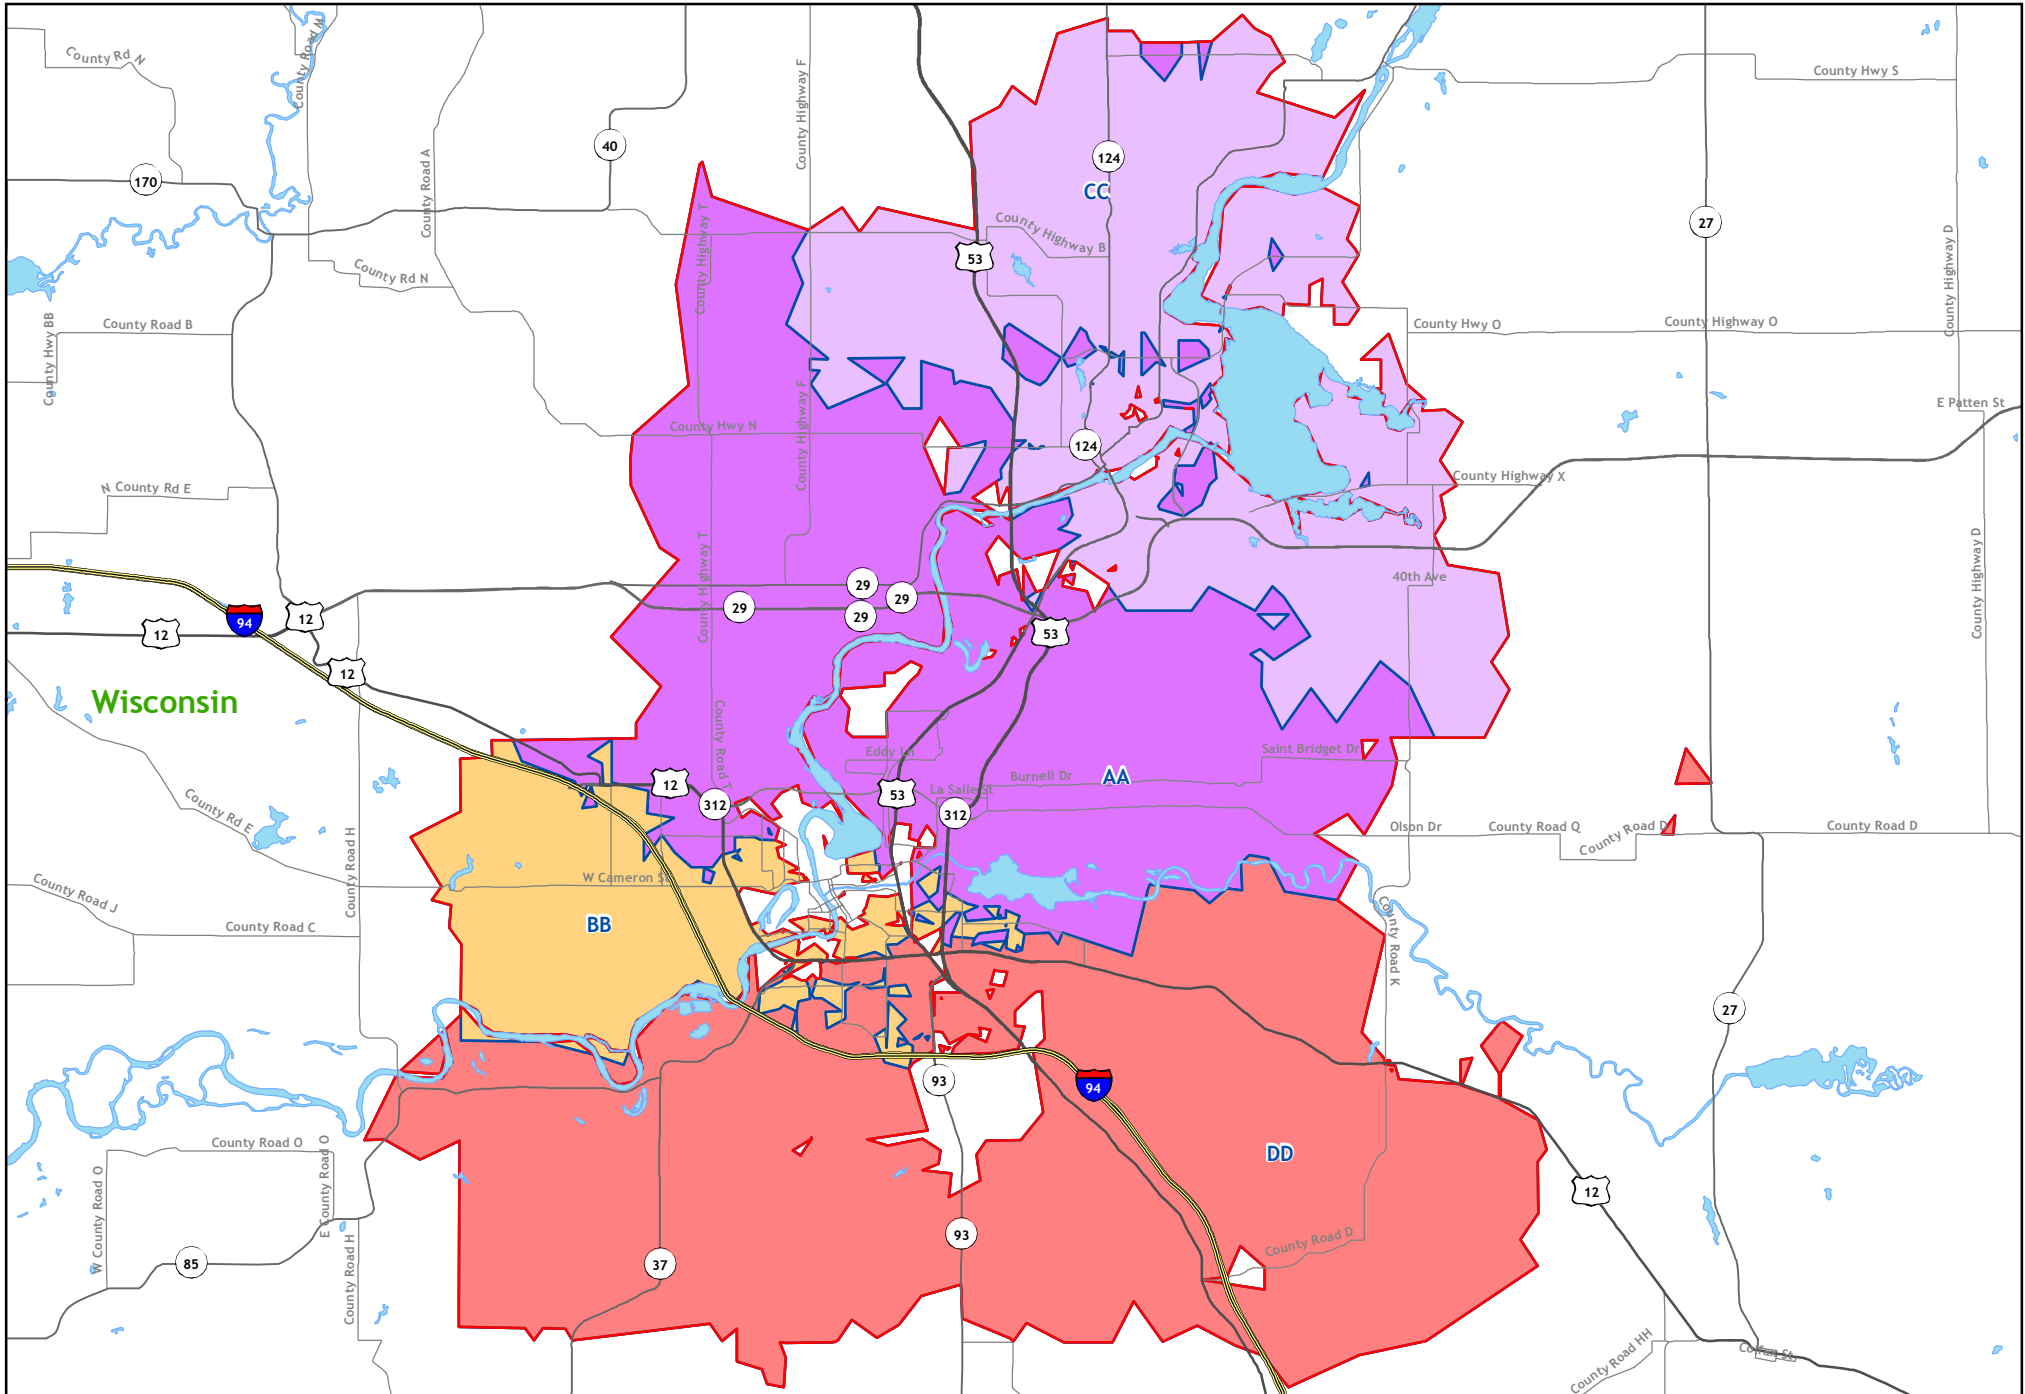 County Rd N
County Road M
County Highway F
County Hwy S
40
124
170
County Road A
CC
27
County Highway T
County Highway B
County Highway D
53
County Rd N
County Hwy BB
County Road B
County Hwy O
County Highway O
County Highway F
E Patten St
County Hwy N
124
County Highway X
N County Rd E
County Highway T
County Highway D
40th Ave
29
29
29
29
94
12
12
53
12
Wisconsin
County Road T
Eddy Ln
Saint Bridget Dr
AA
Burnell Dr
12
La Salle St
53
312
312
County Rd E
Olson Dr
County Road Q
County Road D
County Road D
County Road H
W Cameron St
County Road J
BB
County Road C
County Road K
27
93
94
County Road O
E County Road O
W County Road O
DD
12
93
County Road D
85
37
County Road H
County Road HH
Colfax St